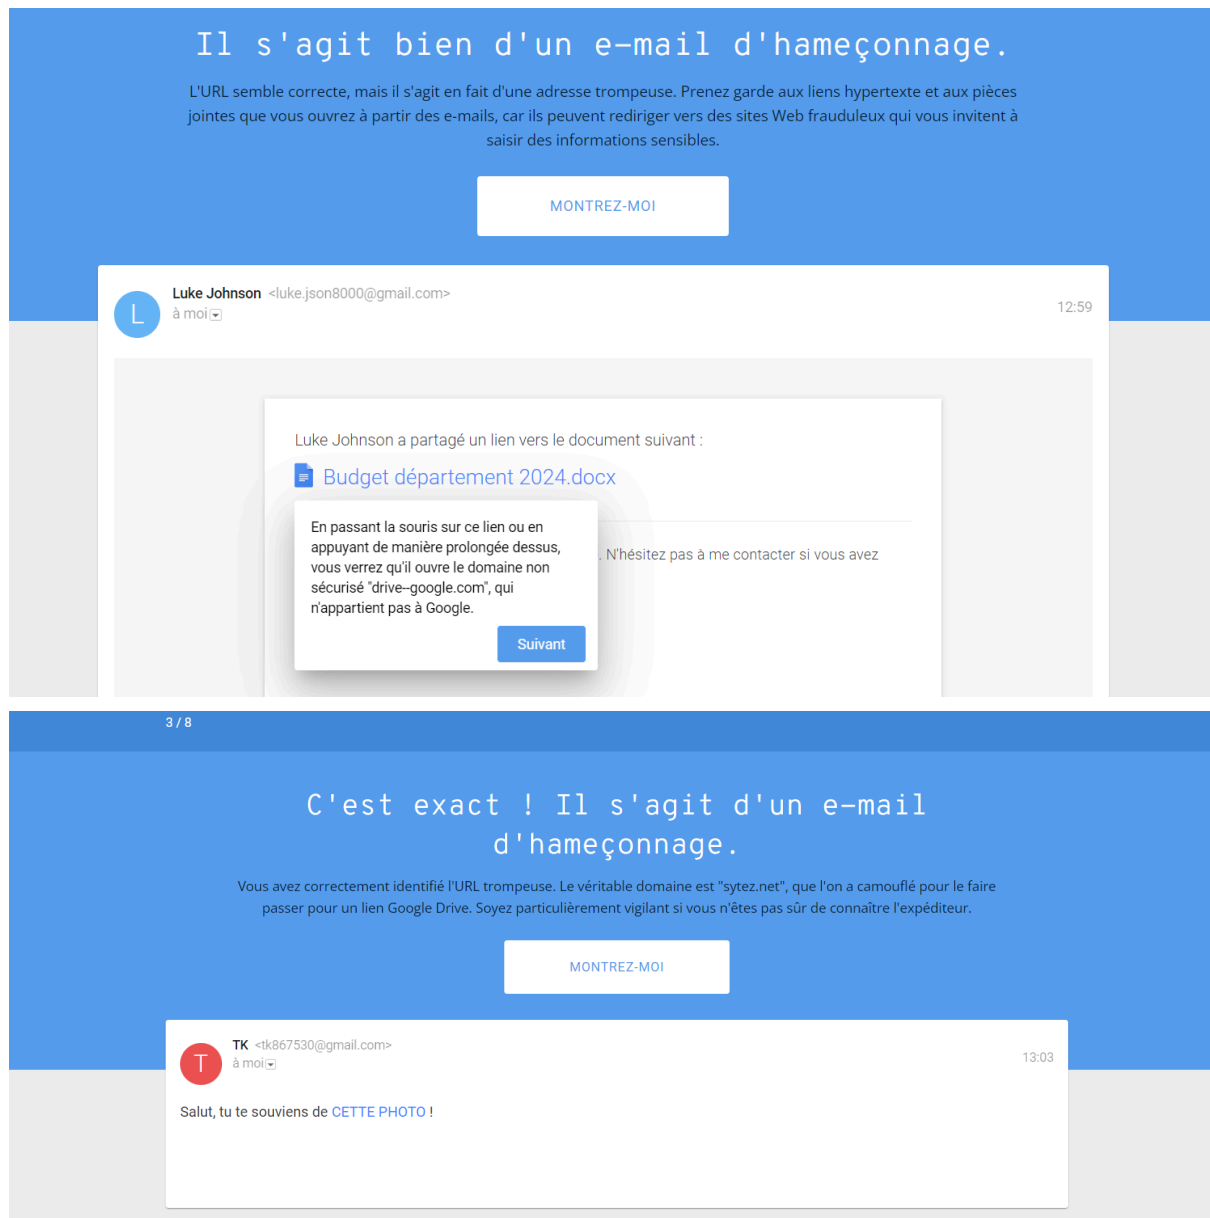 Il s'agit bien d'un e-mail d'hameçonnage.
L'URL semble correcte, mais il s'agit en fait d'une adresse trompeuse. Prenez garde aux liens hypertexte et aux pièces
jointes que vous ouvrez à partir des e-mails, car ils peuvent rediriger vers des sites Web frauduleux qui vous invitent à
saisir des informations sensibles.
MONTREZ-MOI
L
Luke Johnson <luke.json8000@gmail.com>
à moi
12:59
Luke Johnson a partagé un lien vers le document suivant :
Budget département 2024.docx
En passant la souris sur ce lien ou en
appuyant de manière prolongée dessus,
vous verrez qu'il ouvre le domaine non
sécurisé "drive--google.com", qui
n'appartient pas à Google.
. N'hésitez pas à me contacter si vous avez
Suivant
3 / 8
C'est exact ! Il s'agit d'un e-mail
d'hameçonnage.
Vous avez correctement identifié l'URL trompeuse. Le véritable domaine est "sytez.net", que l'on a camouflé pour le faire
passer pour un lien Google Drive. Soyez particulièrement vigilant si vous n'êtes pas sûr de connaître l'expéditeur.
MONTREZ-MOI
T
TK <tk867530@gmail.com>
à moi
13:03
Salut, tu te souviens de CETTE PHOTO !